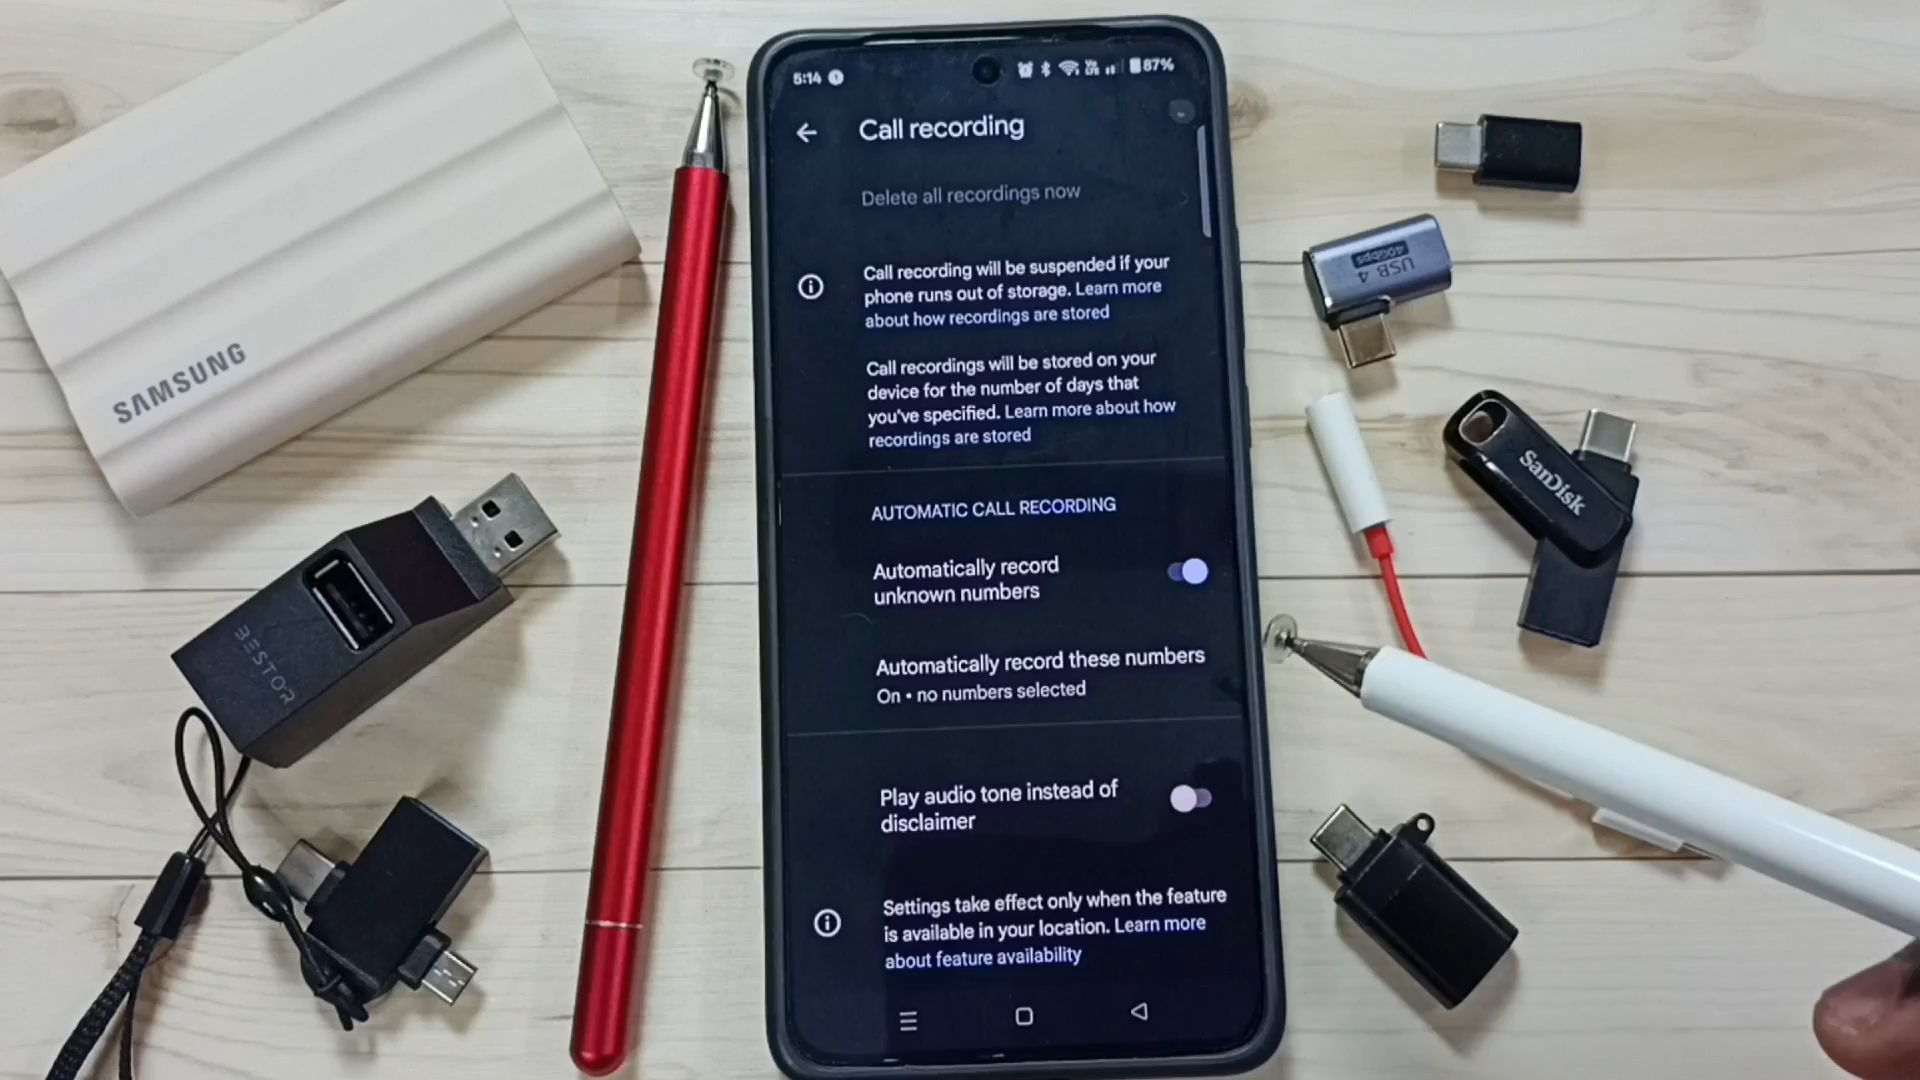 5:14
87%
Call recording
Delete all recordings now
Call recording will be suspended if your
phone runs out of storage. Learn more
about how recordings are stored
Call recordings will be stored on your
device for the number of days that
you've specified. Learn more about how
recordings are stored
AUTOMATIC CALL RECORDING
Automatically record
unknown numbers
Automatically record these numbers
On • no numbers selected
Play audio tone instead of
disclaimer
Settings take effect only when the feature
is available in your location. Learn more
about feature availability
SAMSUNG
BESTOR
USB 4
40Gbps
SanDisk